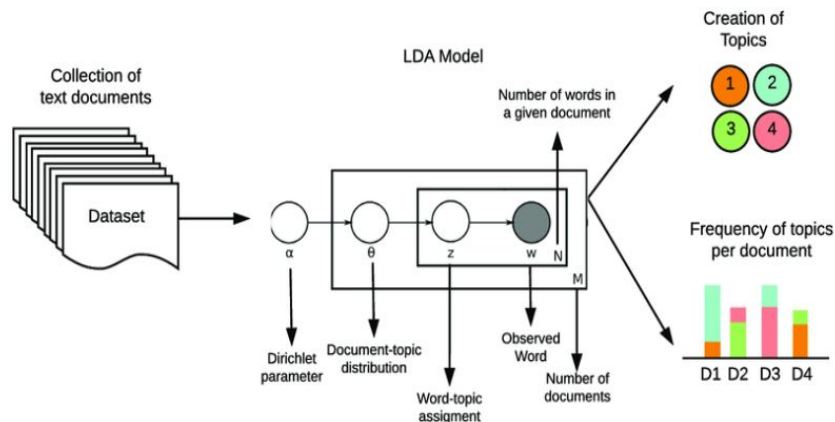 Creation of
Topics
1
2
3
4
Collection of
text documents
Dataset
LDA Model
Number of words in
a given document
α
θ
z
w
N
M
Dirichlet
parameter
Document-topic
distribution
Word-topic
assigment
Observed
Word
Number of
documents
Frequency of topics
per document
D1 D2 D3 D4